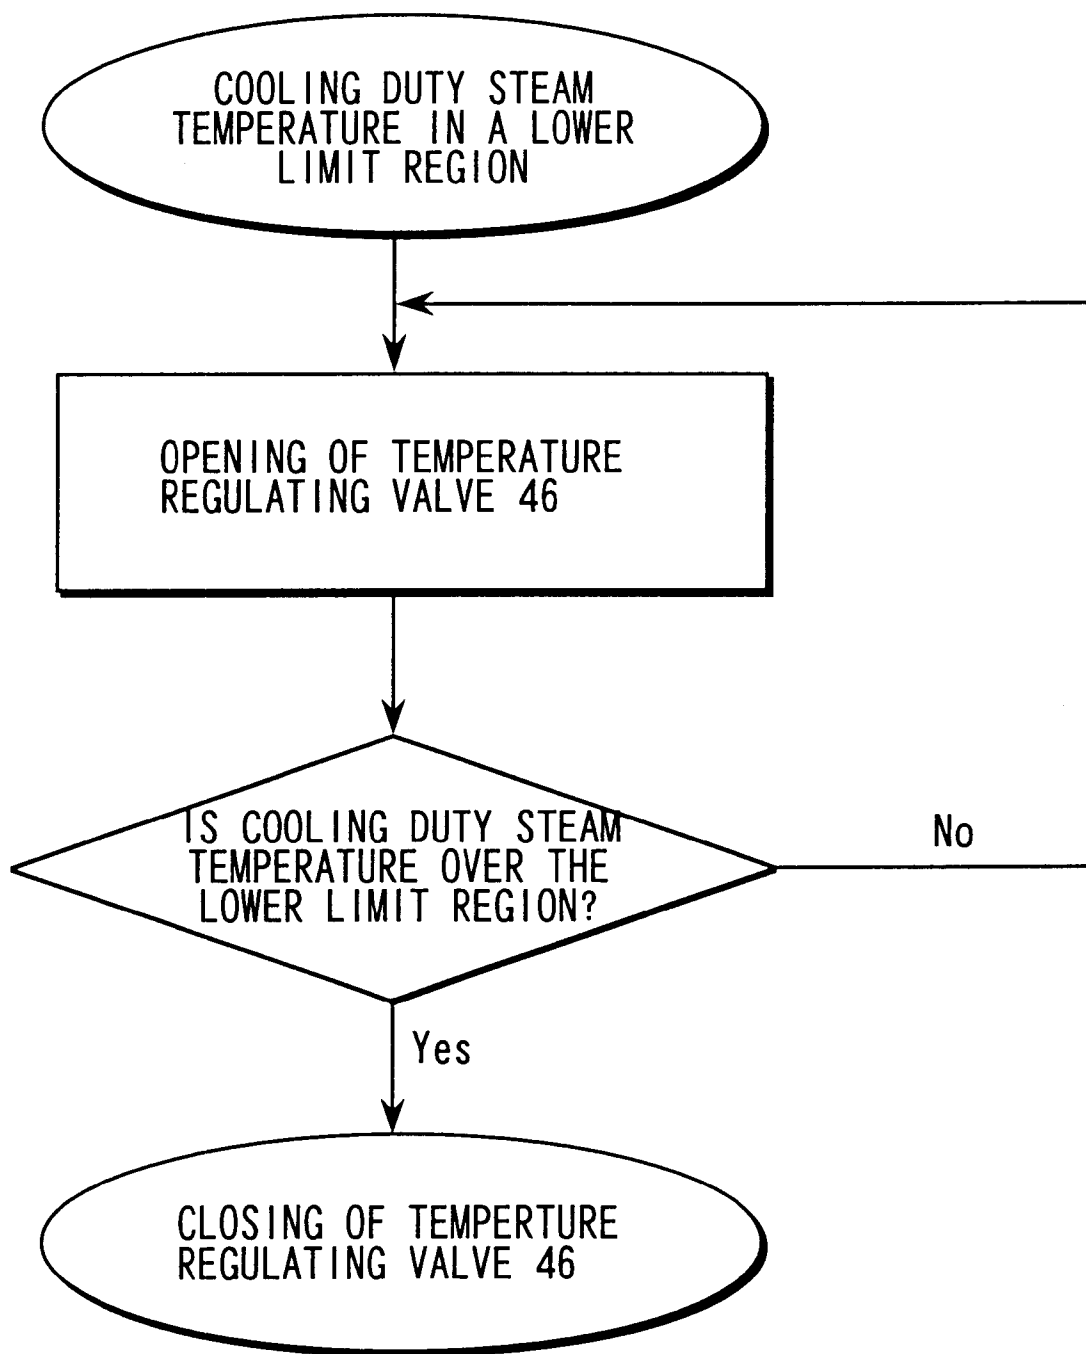 COOLING DUTY STEAM
TEMPERATURE IN A LOWER
LIMIT REGION
OPENING OF TEMPERATURE
REGULATING VALVE 46
IS COOLING DUTY STEAM
TEMPERATURE OVER THE
LOWER LIMIT REGION?
No
Yes
CLOSING OF TEMPERTURE
REGULATING VALVE 46